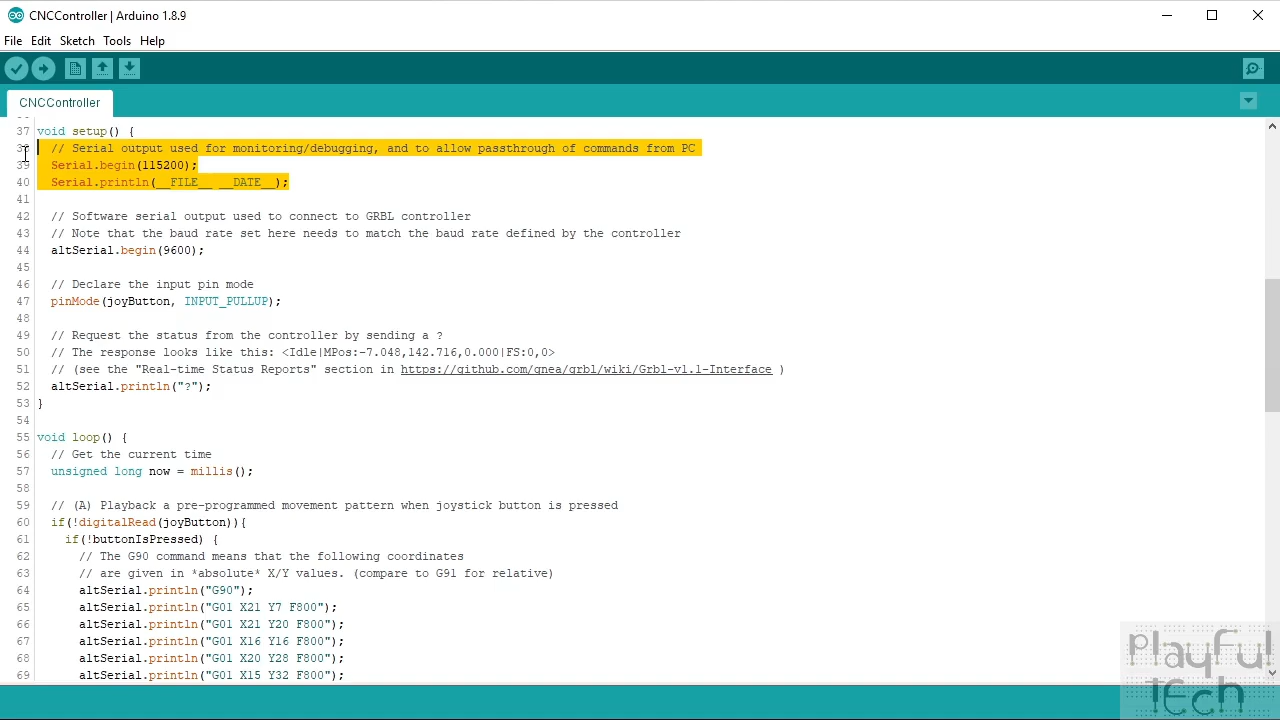 CNCController | Arduino 1.8.9
File Edit Sketch Tools Help
CNCController
37 void setup() {
38 // Serial output used for monitoring/debugging, and to allow passthrough of commands from PC
39 Serial.begin(115200);
40 Serial.println(__FILE__ __DATE__);
41
42 // Software serial output used to connect to GRBL controller
43 // Note that the baud rate set here needs to match the baud rate defined by the controller
44 altSerial.begin(9600);
45
46 // Declare the input pin mode
47 pinMode(joyButton, INPUT_PULLUP);
48
49 // Request the status from the controller by sending a ?
50 // The response looks like this: <Idle|MPos:-7.048,142.716,0.000|FS:0,0>
51 // (see the "Real-time Status Reports" section in https://github.com/gnea/grbl/wiki/Grbl-v1.1-Interface )
52 altSerial.println("?");
53 }
54
55 void loop() {
56 // Get the current time
57 unsigned long now = millis();
58
59 // (A) Playback a pre-programmed movement pattern when joystick button is pressed
60 if(!digitalRead(joyButton)){
61 if(!buttonIsPressed) {
62 // The G90 command means that the following coordinates
63 // are given in *absolute* X/Y values. (compare to G91 for relative)
64 altSerial.println("G90");
65 altSerial.println("G01 X21 Y7 F800");
66 altSerial.println("G01 X21 Y20 F800");
67 altSerial.println("G01 X16 Y16 F800");
68 altSerial.println("G01 X20 Y28 F800");
69 altSerial.println("G01 X15 Y32 F800");
playful
tech